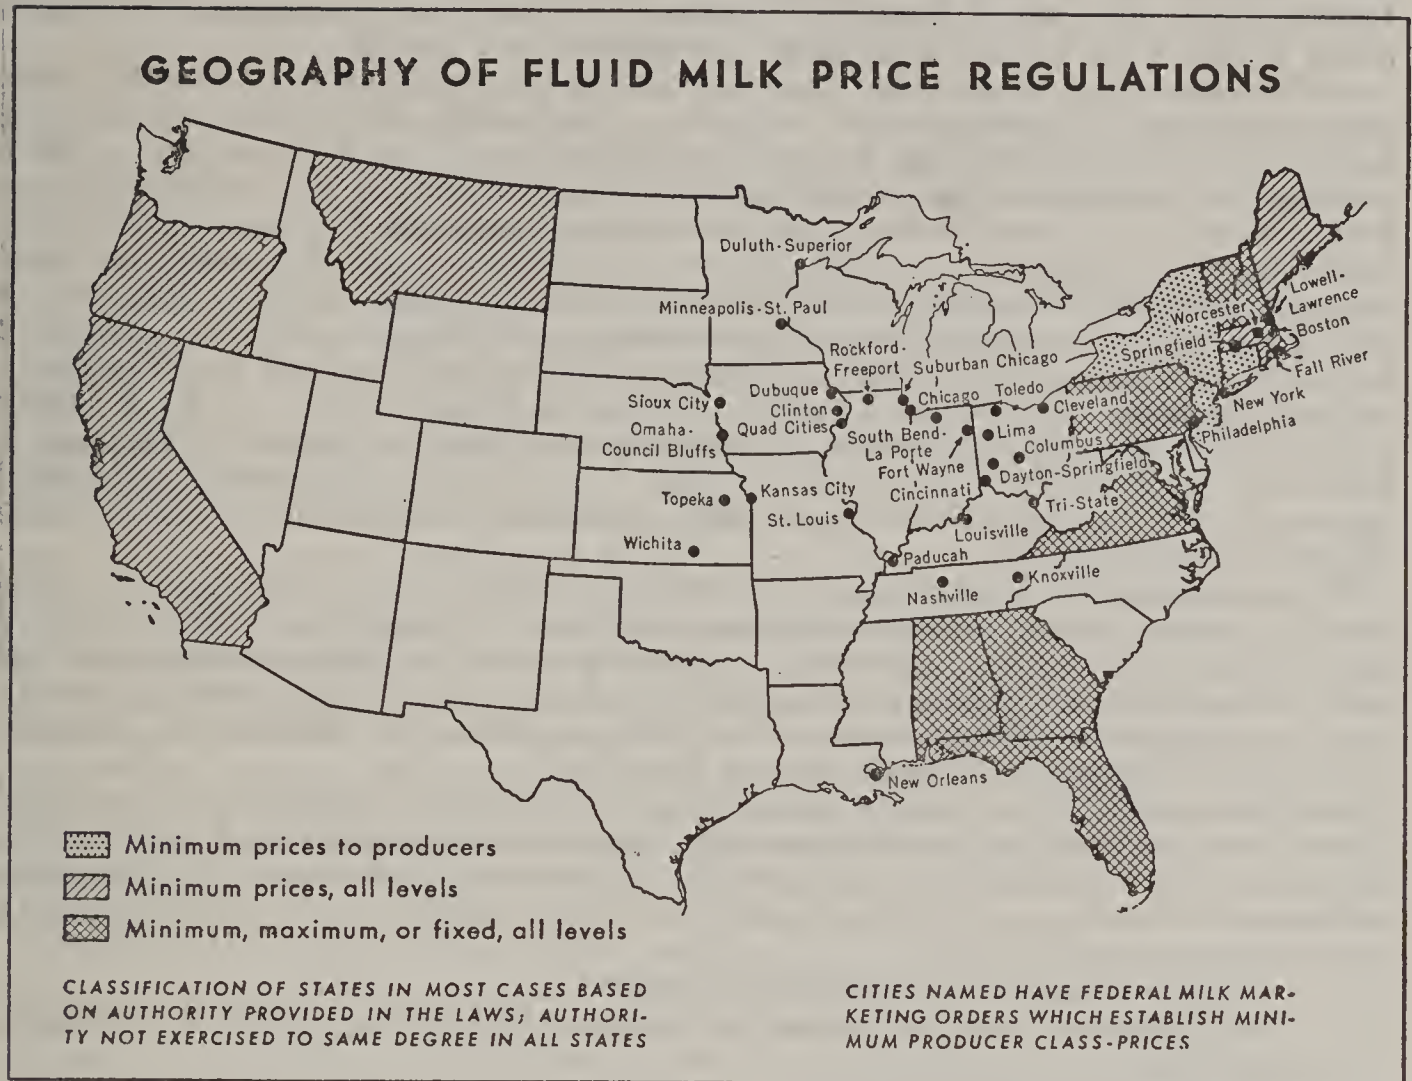 GEOGRAPHY OF FLUID MILK PRICE REGULATIONS
Duluth-Superior
Minneapolis-St. Paul
Rockford-
Freeport
Suburban Chicago
Sioux City
Dubuque
Chicago
Toledo
Cleveland
Clinton
Omaha-
Council Bluffs
Quad Cities
South Bend-
La Porte
Lima
Columbus
Fort Wayne
Dayton-Springfield
Topeka
Kansas City
Cincinnati
Tri-State
St. Louis
Louisville
Wichita
Paducah
Knoxville
Nashville
New Orleans
Worcester
Lowell-
Lawrence
Springfield
Boston
Fall River
New York
Philadelphia
Minimum prices to producers
Minimum prices, all levels
Minimum, maximum, or fixed, all levels
CLASSIFICATION OF STATES IN MOST CASES BASED
ON AUTHORITY PROVIDED IN THE LAWS; AUTHORI-
TY NOT EXERCISED TO SAME DEGREE IN ALL STATES
CITIES NAMED HAVE FEDERAL MILK MAR-
KETING ORDERS WHICH ESTABLISH MINI-
MUM PRODUCER CLASS-PRICES